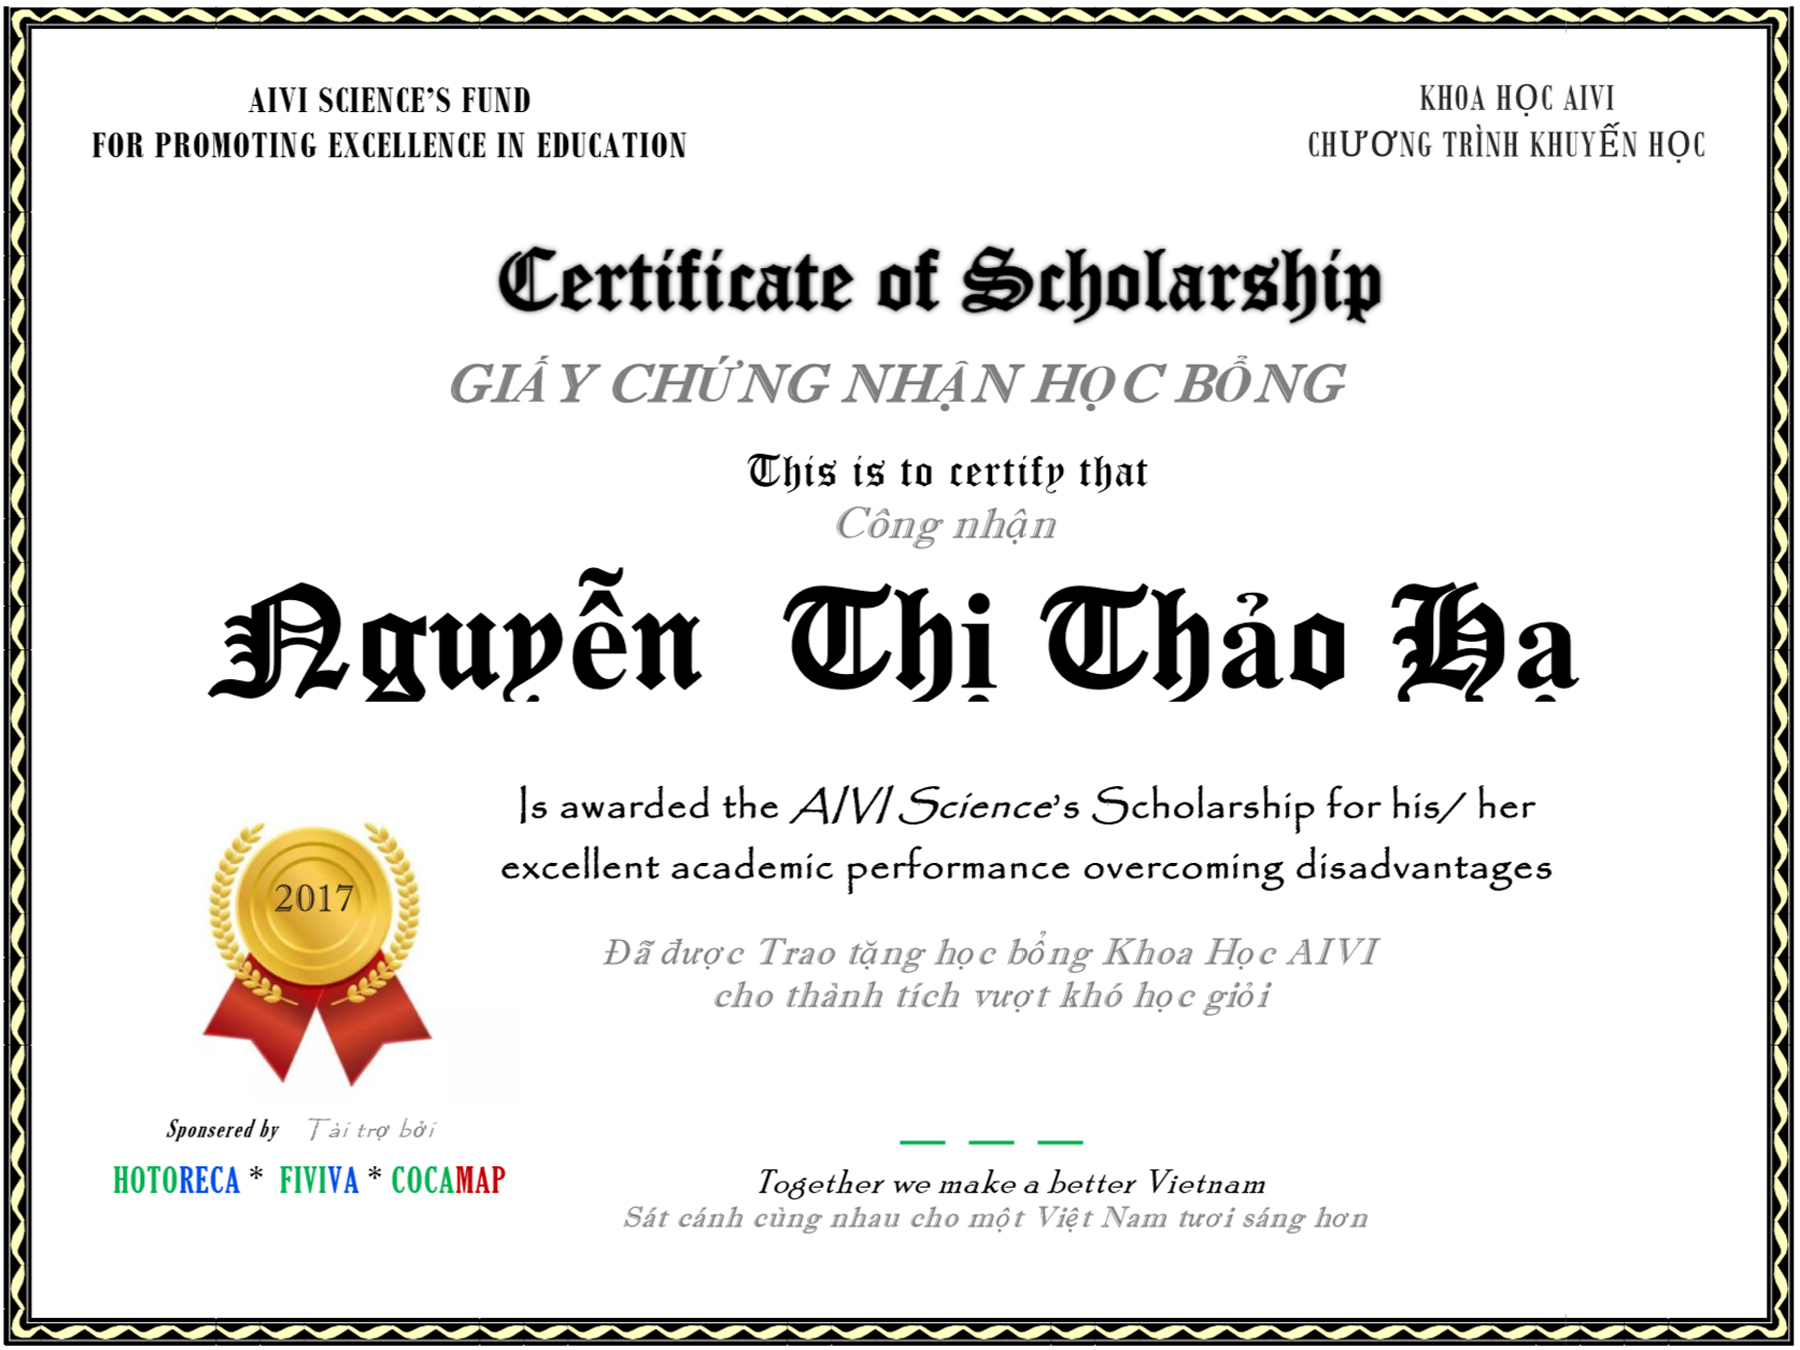 AIVI SCIENCE'S FUND
FOR PROMOTING EXCELLENCE IN EDUCATION
KHOA HỌC AIVI
CHƯƠNG TRÌNH KHUYẾN HỌC
Certificate of Scholarship
GIẤY CHỨNG NHẬN HỌC BỔNG
This is to certify that
Công nhận
Nguyễn Thị Thảo Hạ
Is awarded the AIVI Science's Scholarship for his/ her
excellent academic performance overcoming disadvantages
2017
Đã được Trao tặng học bổng Khoa Học AIVI
cho thành tích vượt khó học giỏi
Sponsered by Tài trợ bởi
HOTORECA * FIVIVA * COCAMAP
Together we make a better Vietnam
Sát cánh cùng nhau cho một Việt Nam tươi sáng hơn